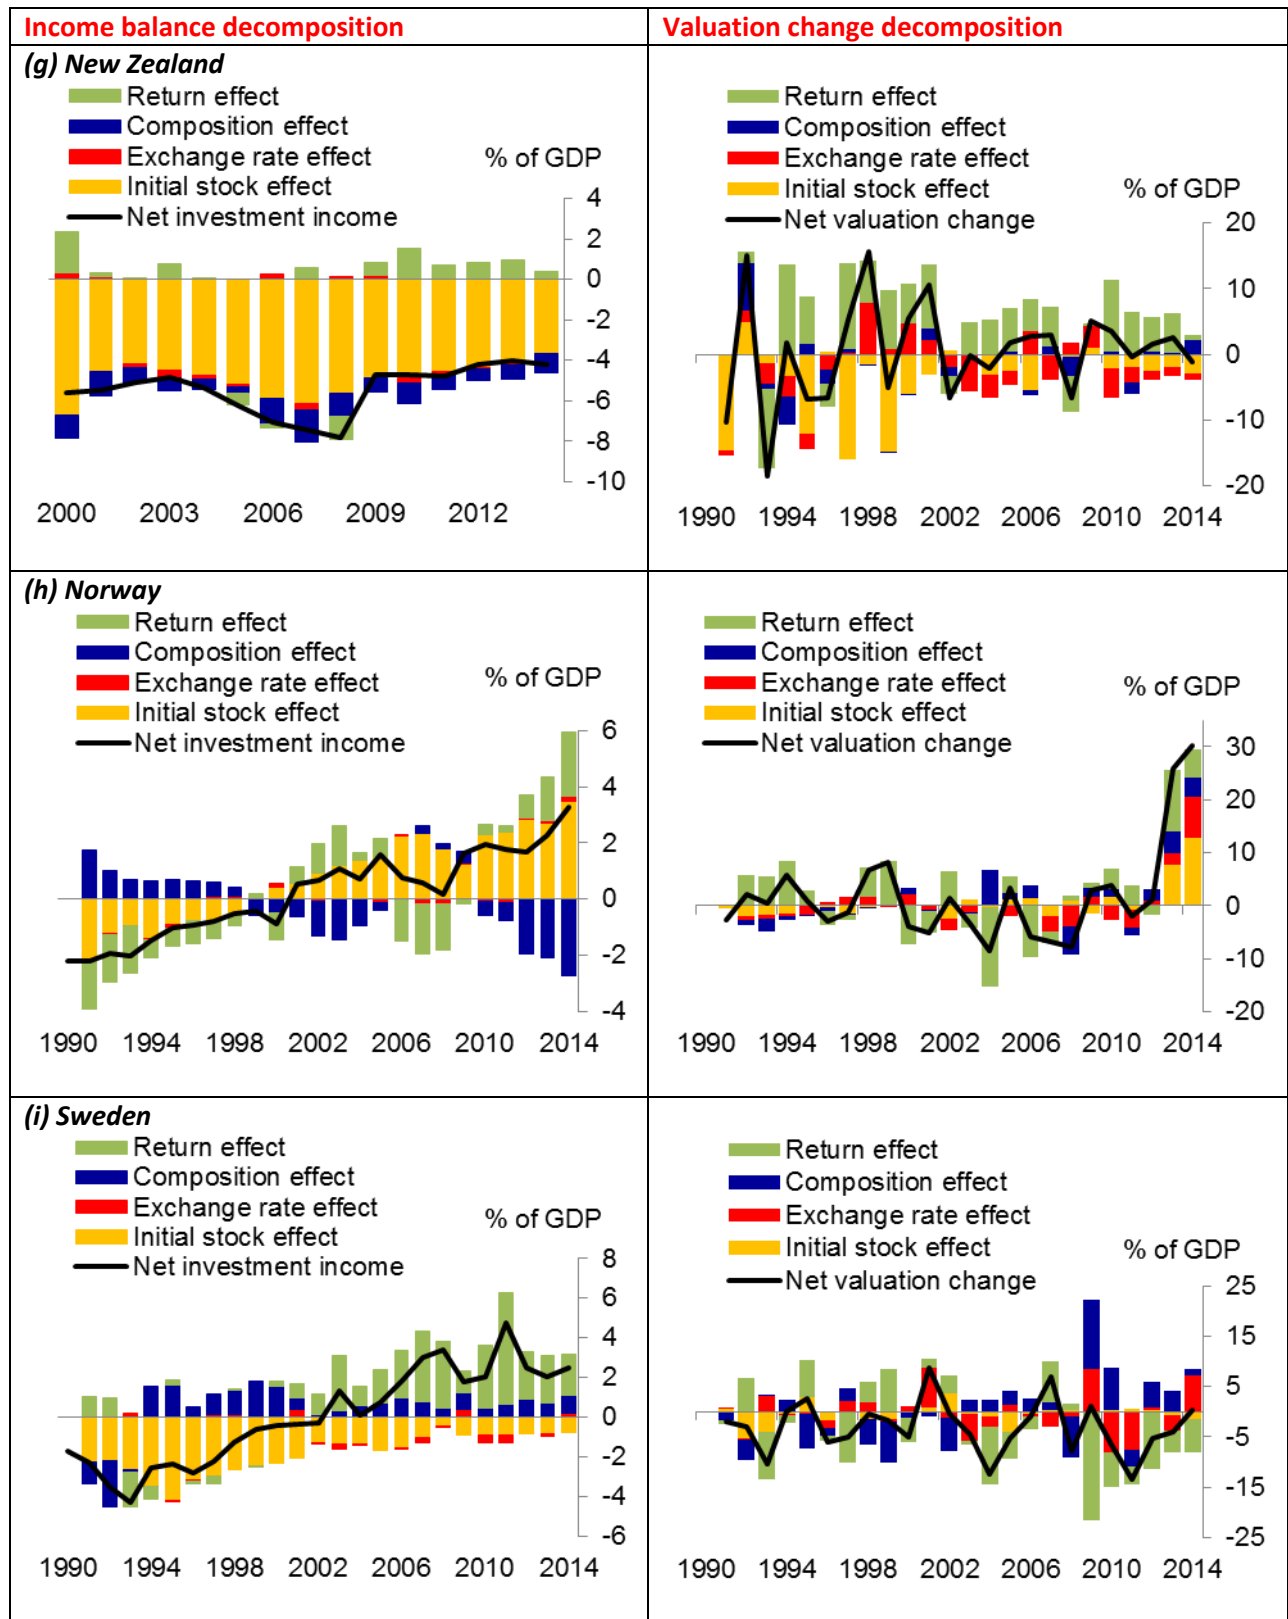 Income balance decomposition
Valuation change decomposition
(g) New Zealand
Return effect
Composition effect
Exchange rate effect
Initial stock effect
Net investment income
% of GDP
4
2
0
-2
-4
-6
-8
-10
2000 2003 2006 2009 2012
Return effect
Composition effect
Exchange rate effect
Initial stock effect
Net valuation change
% of GDP
20
10
0
-10
-20
1990 1994 1998 2002 2006 2010 2014
(h) Norway
Return effect
Composition effect
Exchange rate effect
Initial stock effect
Net investment income
% of GDP
6
4
2
0
-2
-4
1990 1994 1998 2002 2006 2010 2014
Return effect
Composition effect
Exchange rate effect
Initial stock effect
Net valuation change
% of GDP
30
20
10
0
-10
-20
1990 1994 1998 2002 2006 2010 2014
(i) Sweden
Return effect
Composition effect
Exchange rate effect
Initial stock effect
Net investment income
% of GDP
8
6
4
2
0
-2
-4
-6
1990 1994 1998 2002 2006 2010 2014
Return effect
Composition effect
Exchange rate effect
Initial stock effect
Net valuation change
% of GDP
25
15
5
-5
-15
-25
1990 1994 1998 2002 2006 2010 2014